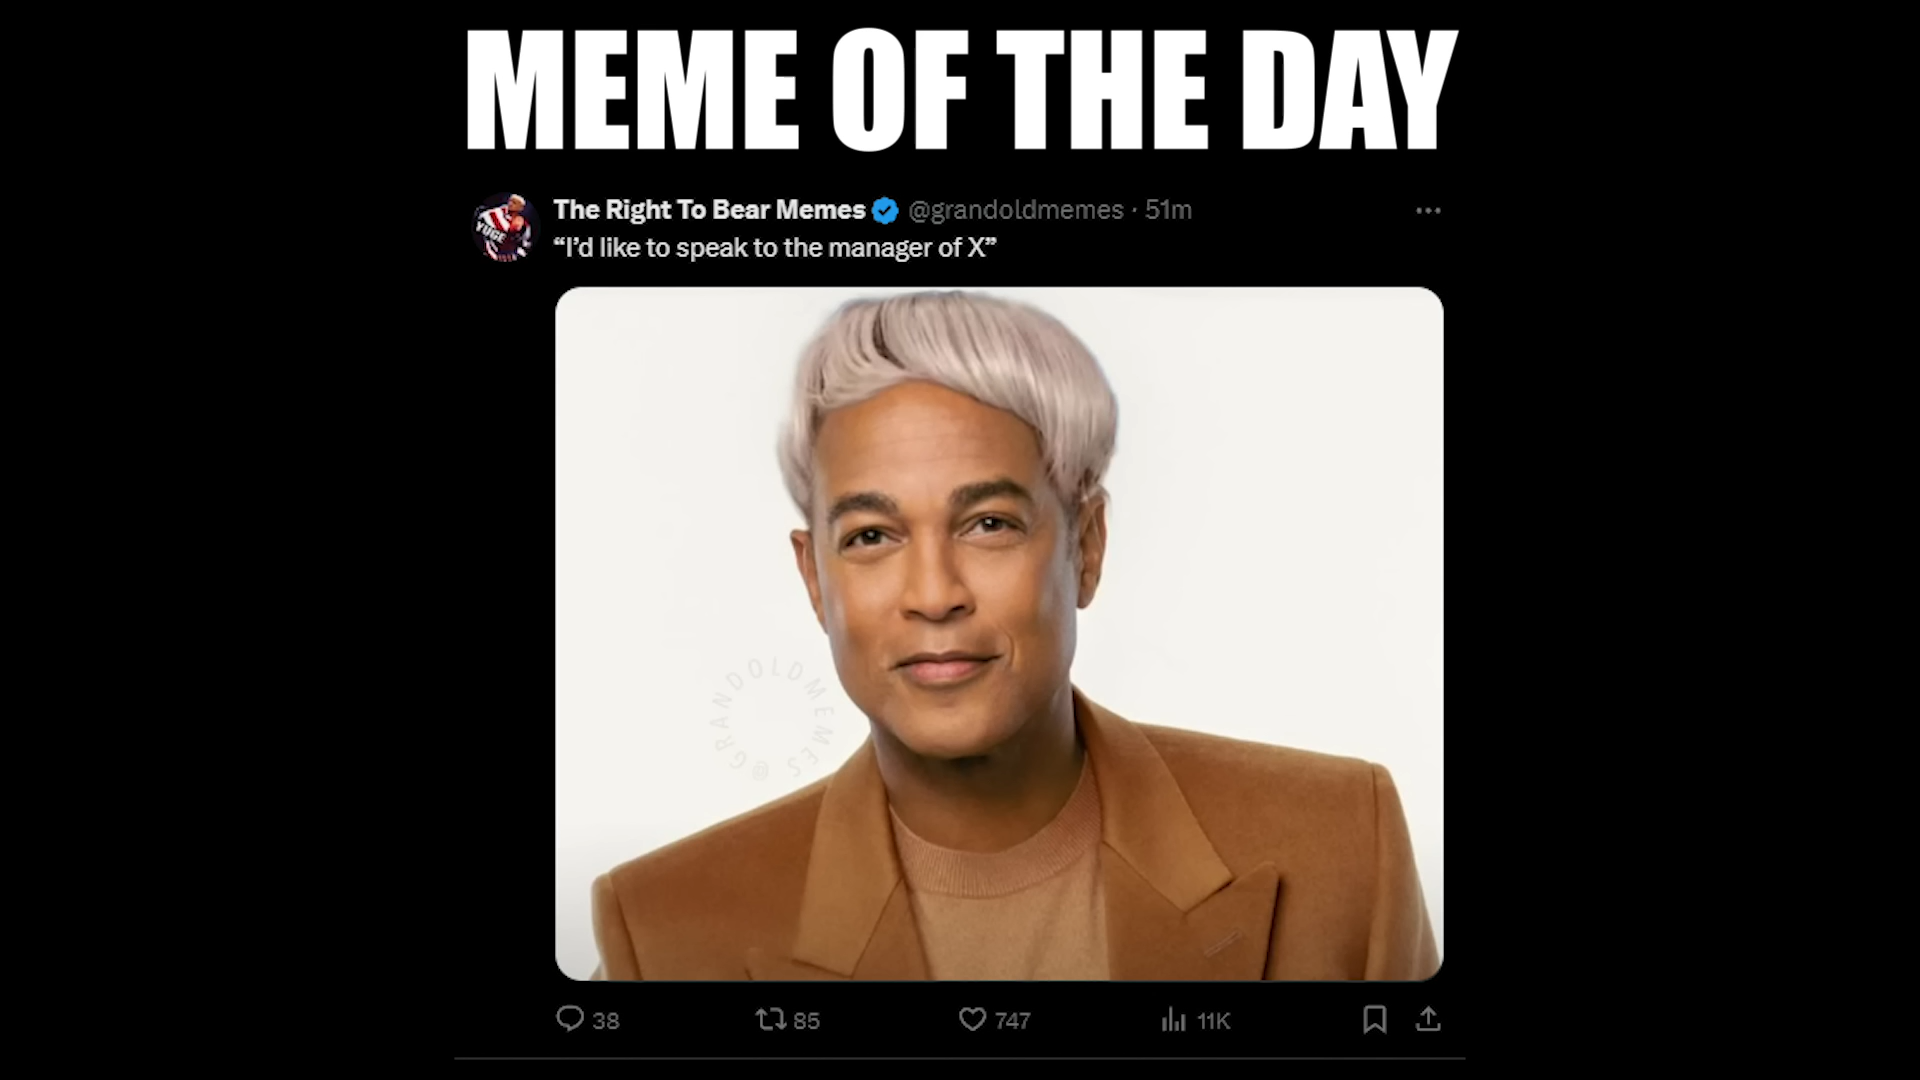 MEME OF THE DAY
The Right To Bear Memes @grandoldmemes · 51m
“I’d like to speak to the manager of X”
YUGE
@GRANDOLDMEMES
38 85 747 11K